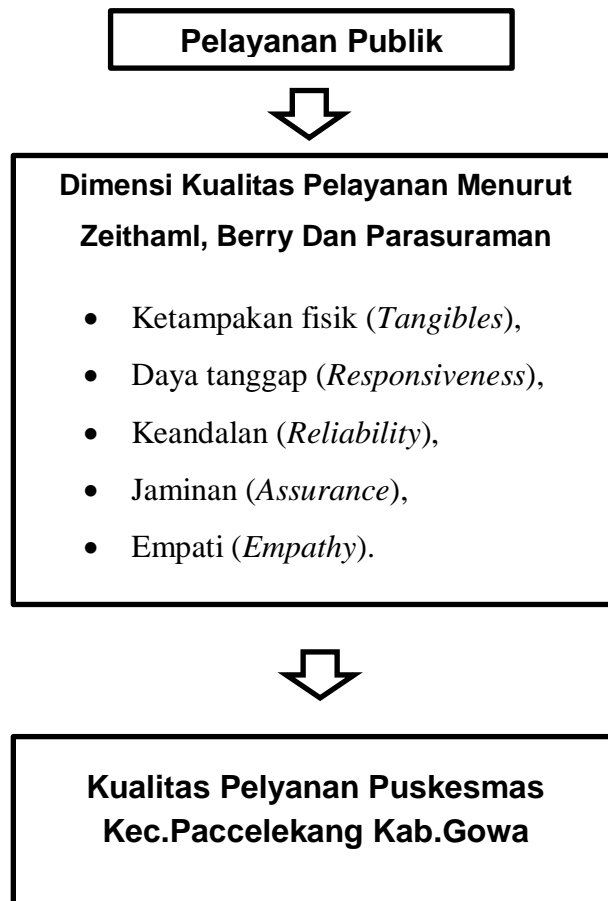 Pelayanan Publik
Dimensi Kualitas Pelayanan Menurut
Zeithaml, Berry Dan Parasuraman
• Ketampakan fisik (Tangibles),
• Daya tanggap (Responsiveness),
• Keandalan (Reliability),
• Jaminan (Assurance),
• Empati (Empathy).
Kualitas Pelyanan Puskesmas
Kec.Paccelekang Kab.Gowa